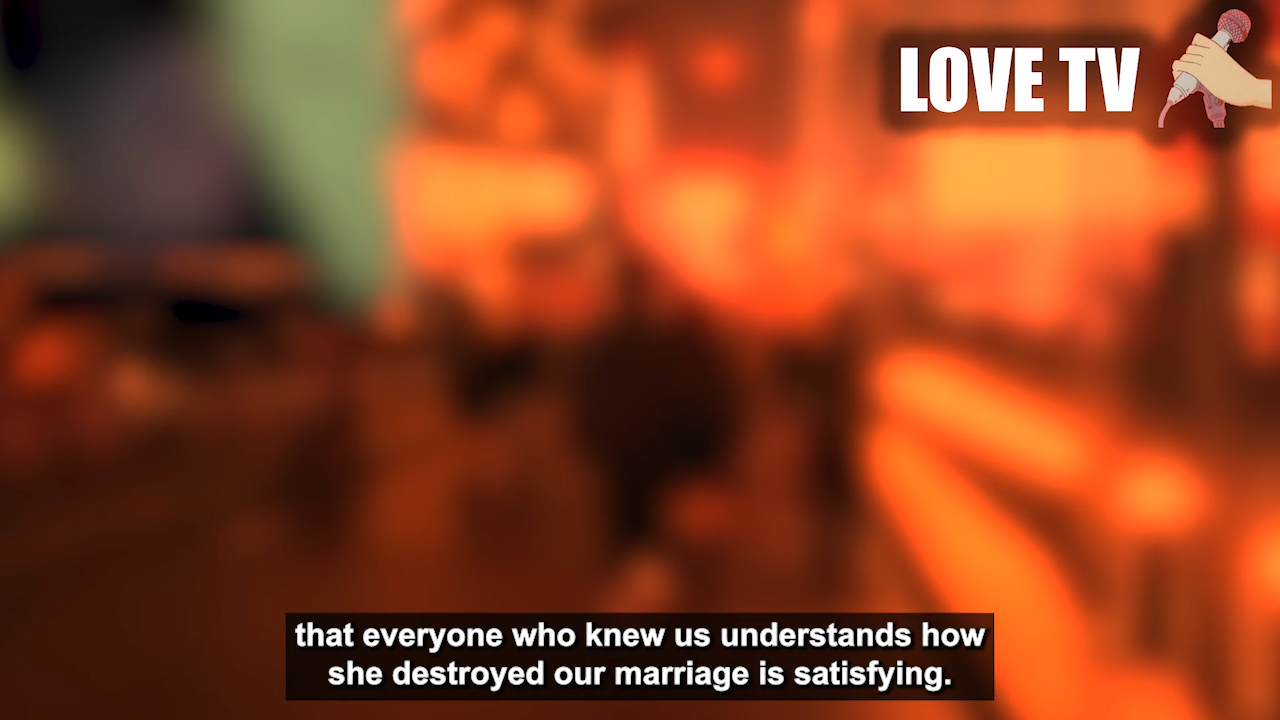 LOVE TV
that everyone who knew us understands how
she destroyed our marriage is satisfying.